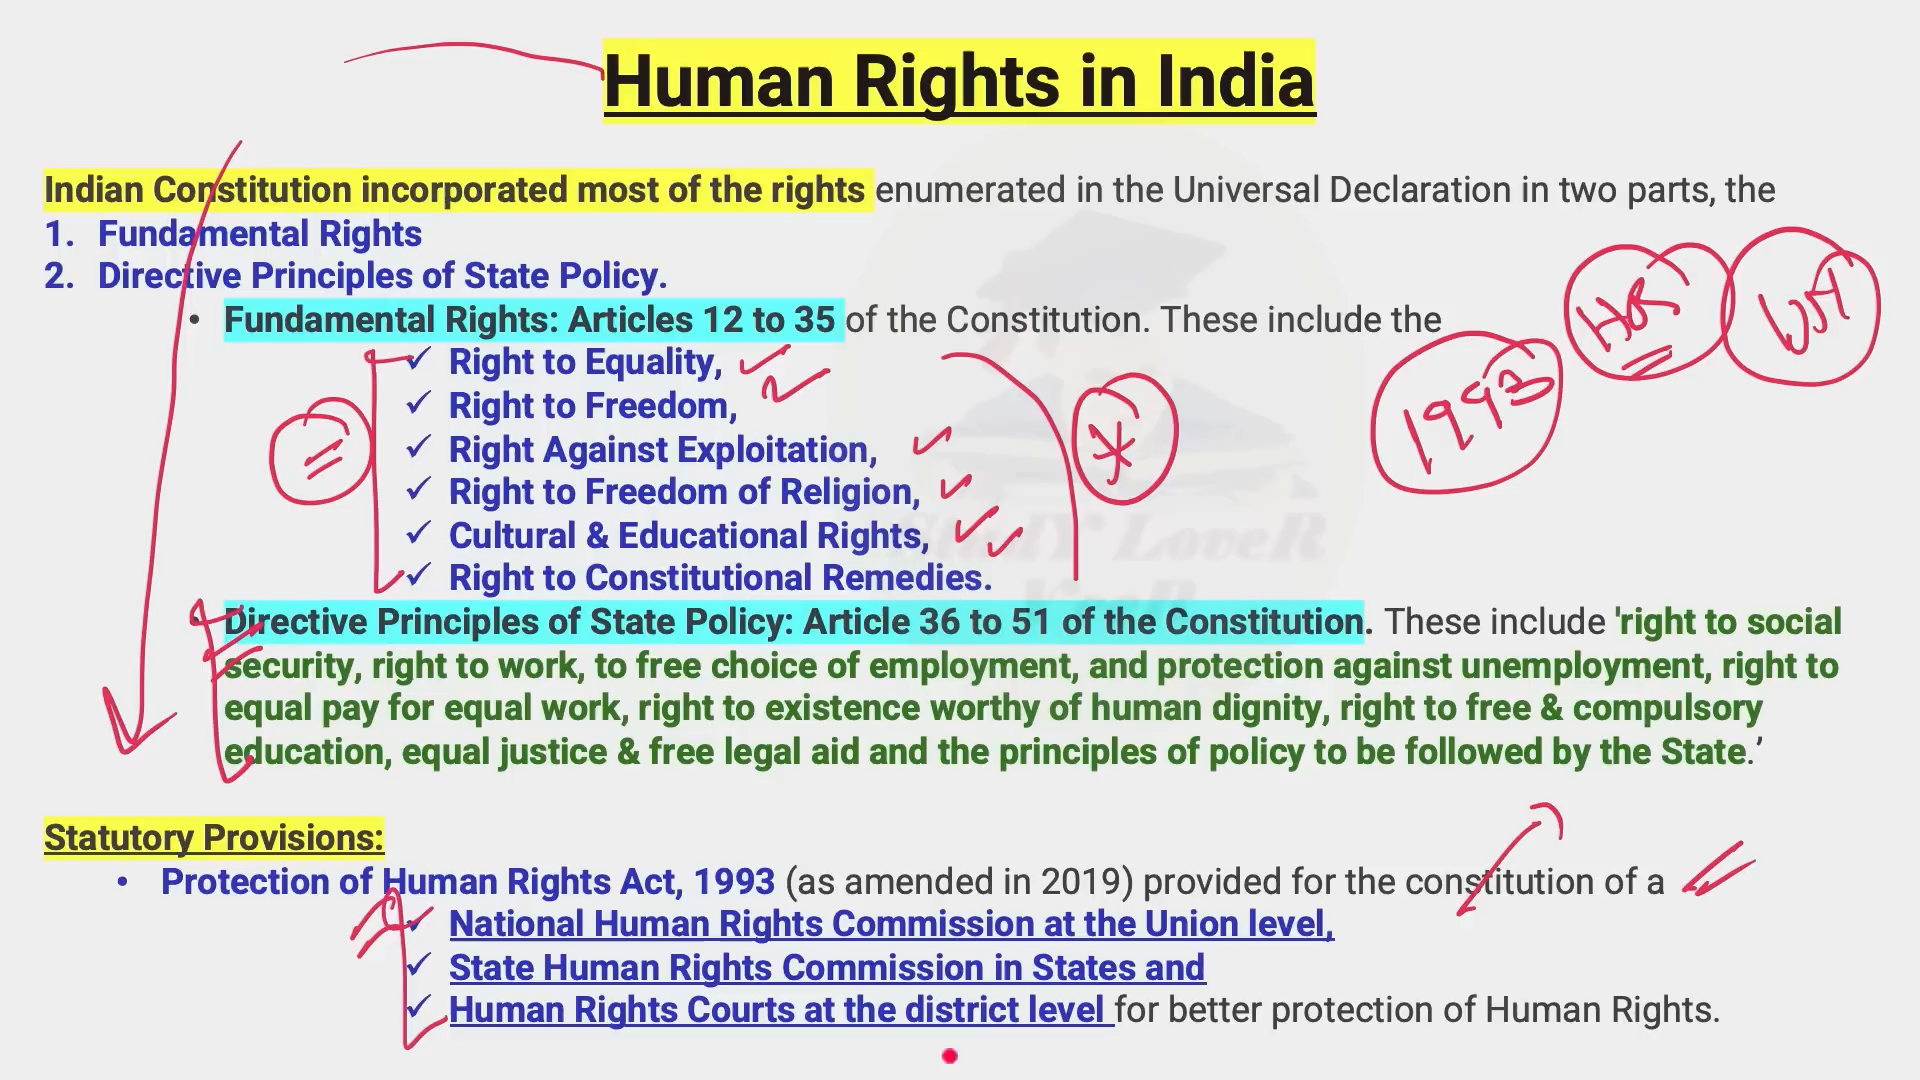 Human Rights in India
Indian Constitution incorporated most of the rights enumerated in the Universal Declaration in two parts, the
1. Fundamental Rights
2. Directive Principles of State Policy.
• Fundamental Rights: Articles 12 to 35 of the Constitution. These include the
✓ Right to Equality,
✓ Right to Freedom,
✓ Right Against Exploitation,
✓ Right to Freedom of Religion,
✓ Cultural & Educational Rights,
✓ Right to Constitutional Remedies.
HR
1993
StudY LoveR
VeeR
• Directive Principles of State Policy: Article 36 to 51 of the Constitution. These include 'right to social
security, right to work, to free choice of employment, and protection against unemployment, right to
equal pay for equal work, right to existence worthy of human dignity, right to free & compulsory
education, equal justice & free legal aid and the principles of policy to be followed by the State.’
Statutory Provisions:
• Protection of Human Rights Act, 1993 (as amended in 2019) provided for the constitution of a
✓ National Human Rights Commission at the Union level,
✓ State Human Rights Commission in States and
✓ Human Rights Courts at the district level for better protection of Human Rights.